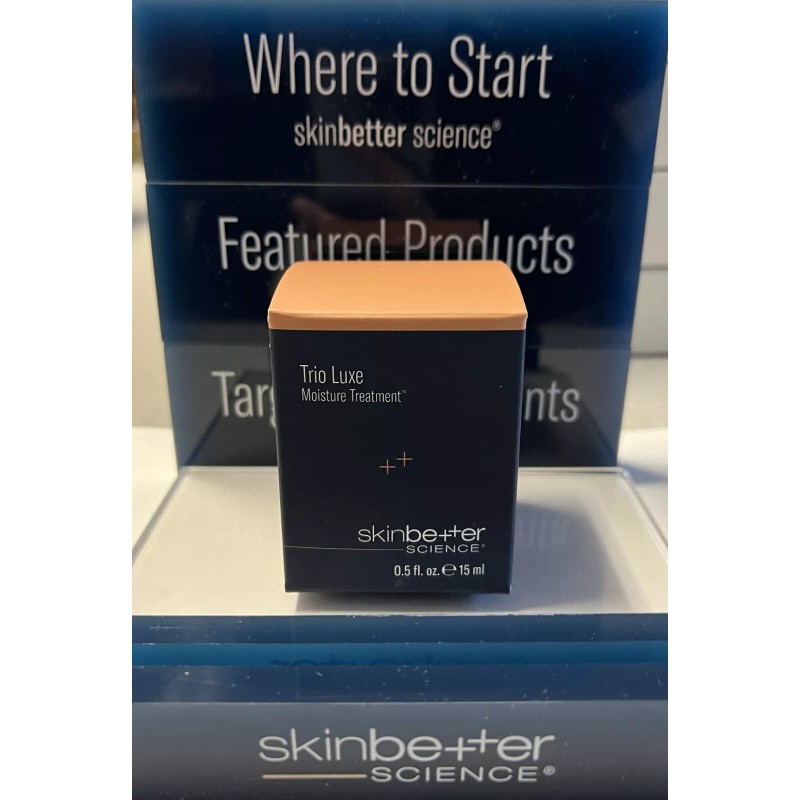 Where to Start
skinbetter science®
Featured Products
Trio Luxe
Moisture Treatment™
++
skinbetter
SCIENCE®
0.5 fl. oz. ℮ 15 ml
skinbetter
SCIENCE®